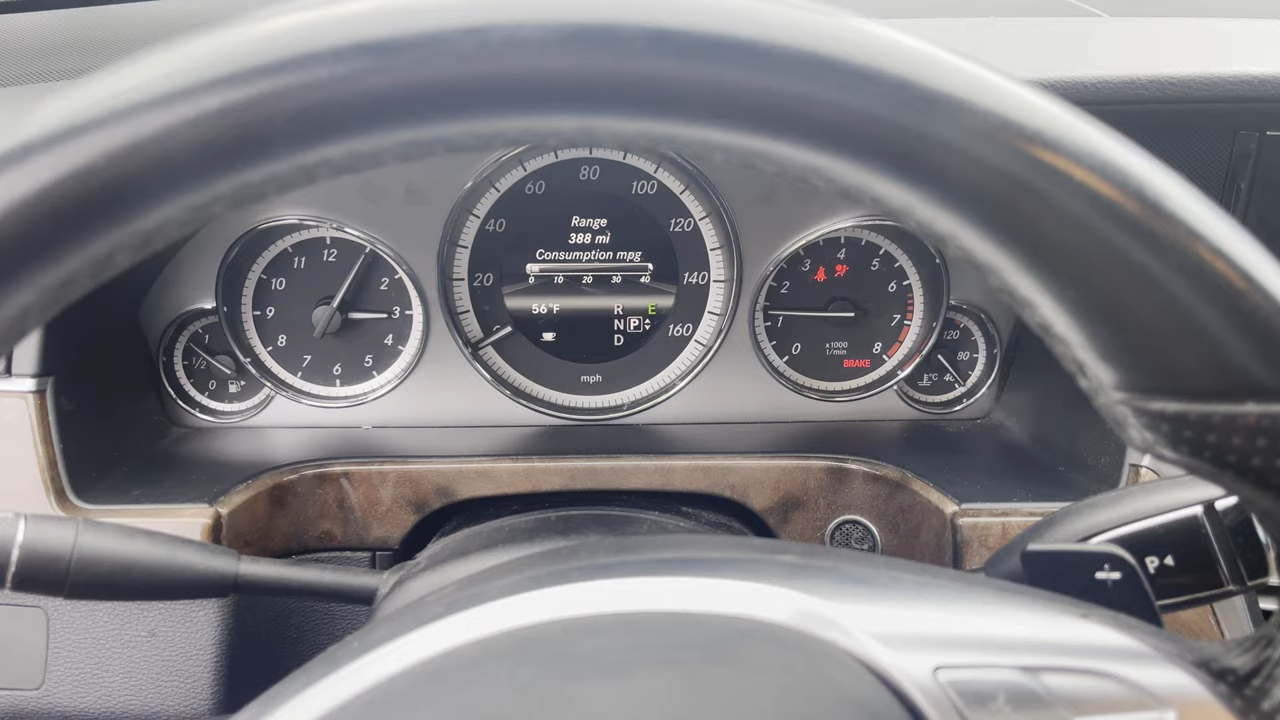 60 80 100
40 120
20 140
0 160
Range
388 mi
Consumption mpg
0 10 20 30 40
56°F
R E
N P
D
mph
12
11
10 2
9 3
8 4
7 6 5
1
1/2
0
3 4 5
2 6
1 7
0 8
x1000
1/min
BRAKE
120
80
°C 40
P
+